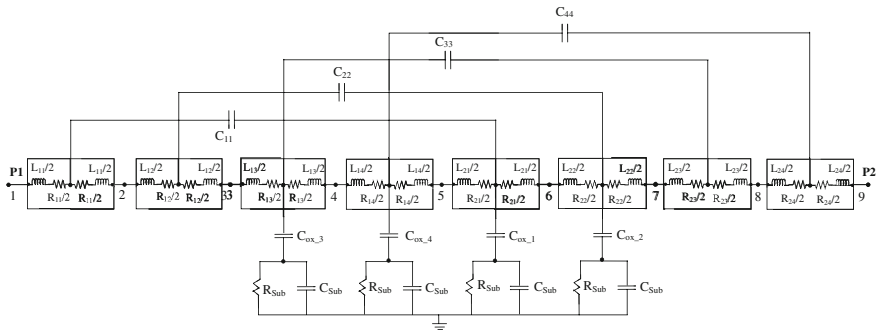 C44
C33
C22
C11
P1 L11/2 L11/2 L12/2 L12/2 L13/2 L13/2 L14/2 L14/2 L21/2 L21/2 L22/2 L22/2 L23/2 L23/2 L24/2 L24/2 P2
1 R11/2 R11/2 2 R12/2 R12/2 33 R13/2 R13/2 4 R14/2 R14/2 5 R21/2 R21/2 6 R22/2 R22/2 7 R23/2 R23/2 8 R24/2 R24/2 9
Cox_3 Cox_4 Cox_1 Cox_2
RSub CSub RSub CSub RSub CSub RSub CSub